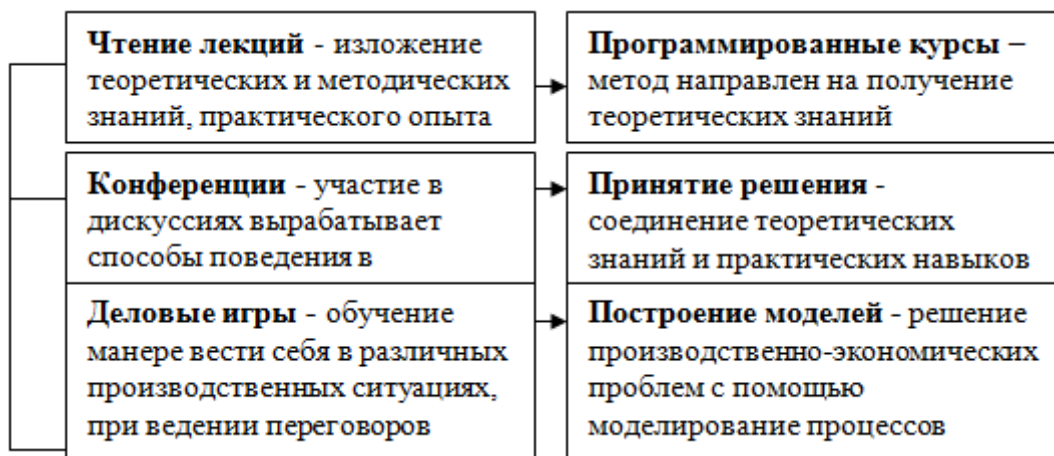 Чтение лекций - изложение
теоретических и методических
знаний, практического опыта
Программированные курсы –
метод направлен на получение
теоретических знаний
Конференции - участие в
дискуссиях вырабатывает
способы поведения в
Принятие решения -
соединение теоретических
знаний и практических навыков
Деловые игры - обучение
манере вести себя в различных
производственных ситуациях,
при ведении переговоров
Построение моделей - решение
производственно-экономических
проблем с помощью
моделирование процессов